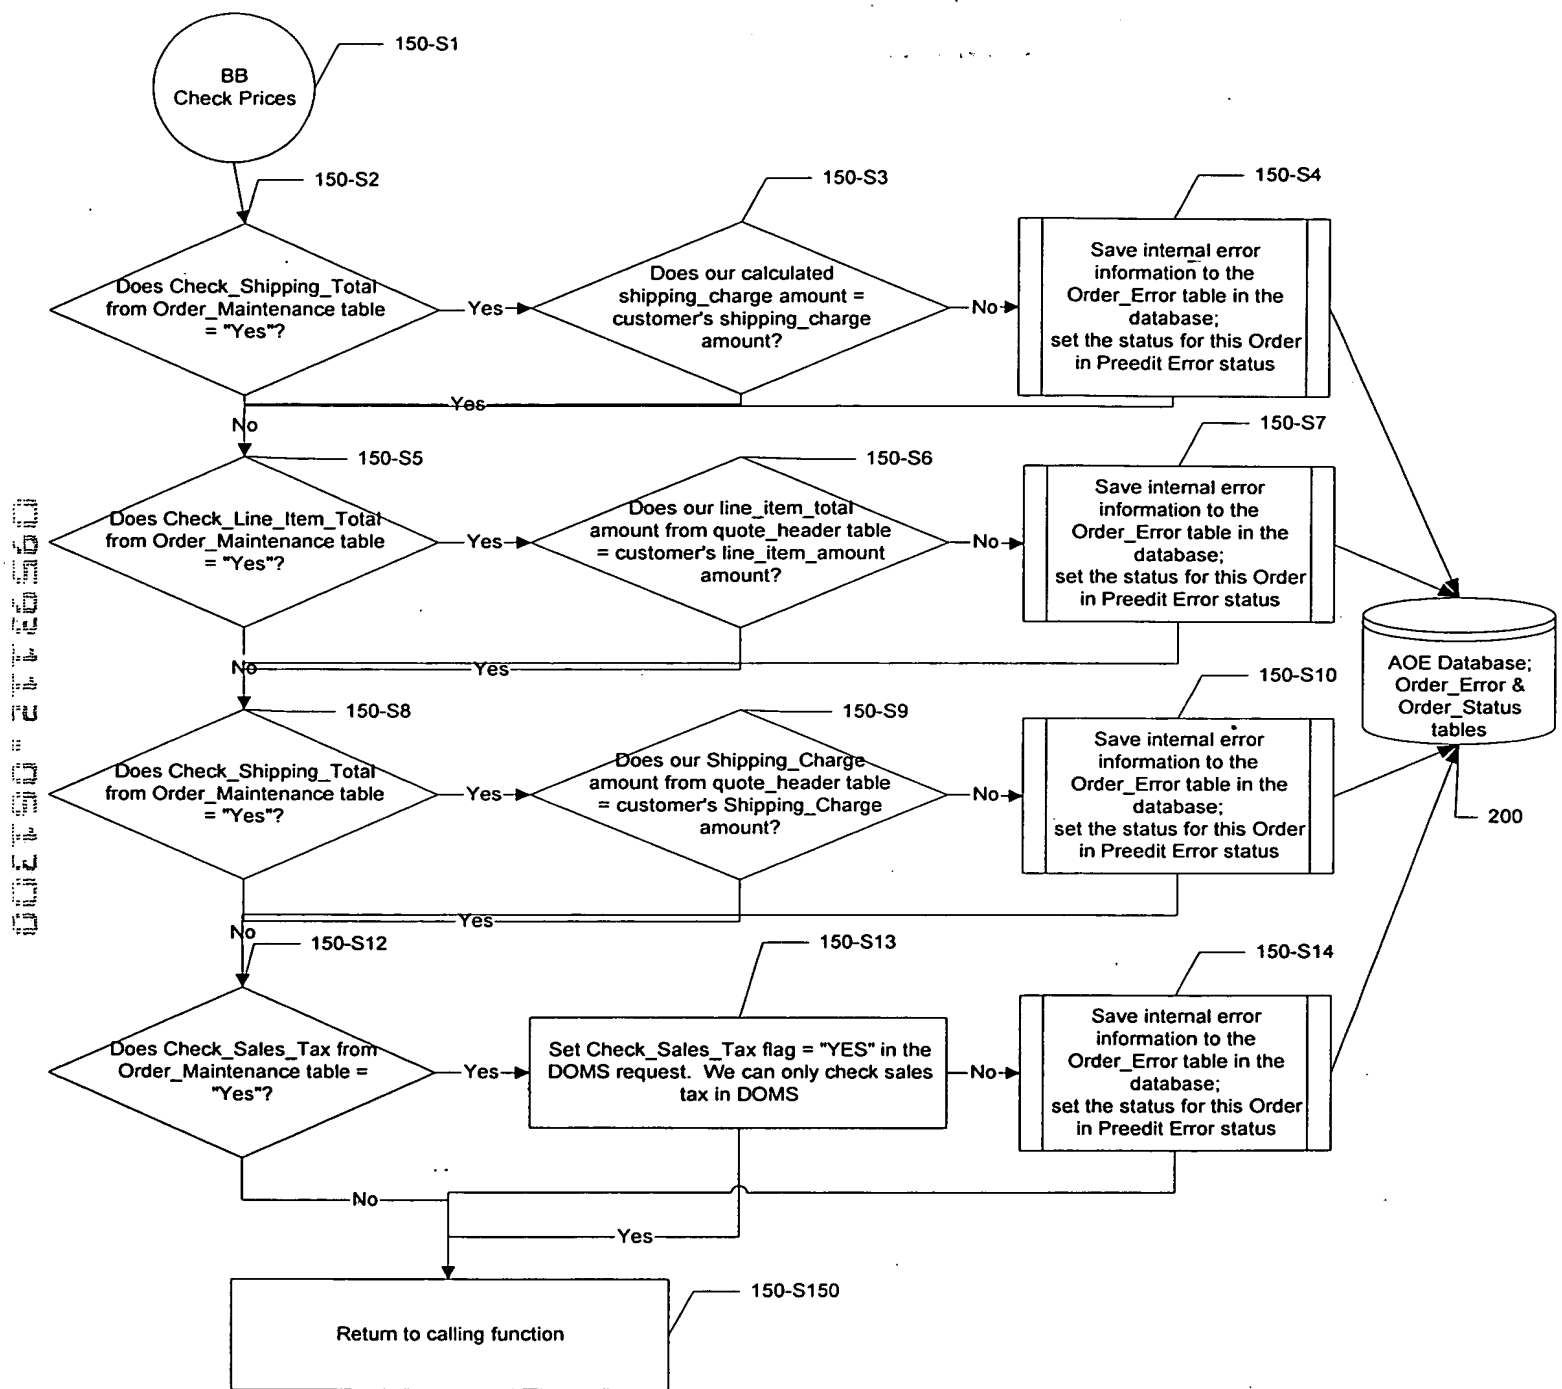 150-S1
BB
Check Prices
150-S2
150-S3
150-S4
Does Check_Shipping_Total
from Order_Maintenance table
= "Yes"?
Yes
Does our calculated
shipping_charge amount =
customer's shipping_charge
amount?
No
Save internal error
information to the
Order_Error table in the
database;
set the status for this Order
in Preedit Error status
Yes
No
150-S5
150-S6
150-S7
Does Check_Line_Item_Total
from Order_Maintenance table
= "Yes"?
Yes
Does our line_item_total
amount from quote_header table
= customer's line_item_amount
amount?
No
Save internal error
information to the
Order_Error table in the
database;
set the status for this Order
in Preedit Error status
AOE Database;
Order_Error &
Order_Status
tables
200
No
Yes
150-S8
150-S9
150-S10
Does Check_Shipping_Total
from Order_Maintenance table
= "Yes"?
Yes
Does our Shipping_Charge
amount from quote_header table
= customer's Shipping_Charge
amount?
No
Save internal error
information to the
Order_Error table in the
database;
set the status for this Order
in Preedit Error status
Yes
No
150-S12
150-S13
150-S14
Does Check_Sales_Tax from
Order_Maintenance table =
"Yes"?
Yes
Set Check_Sales_Tax flag = "YES" in the
DOMS request. We can only check sales
tax in DOMS
No
Save internal error
information to the
Order_Error table in the
database;
set the status for this Order
in Preedit Error status
No
Yes
150-S150
Return to calling function